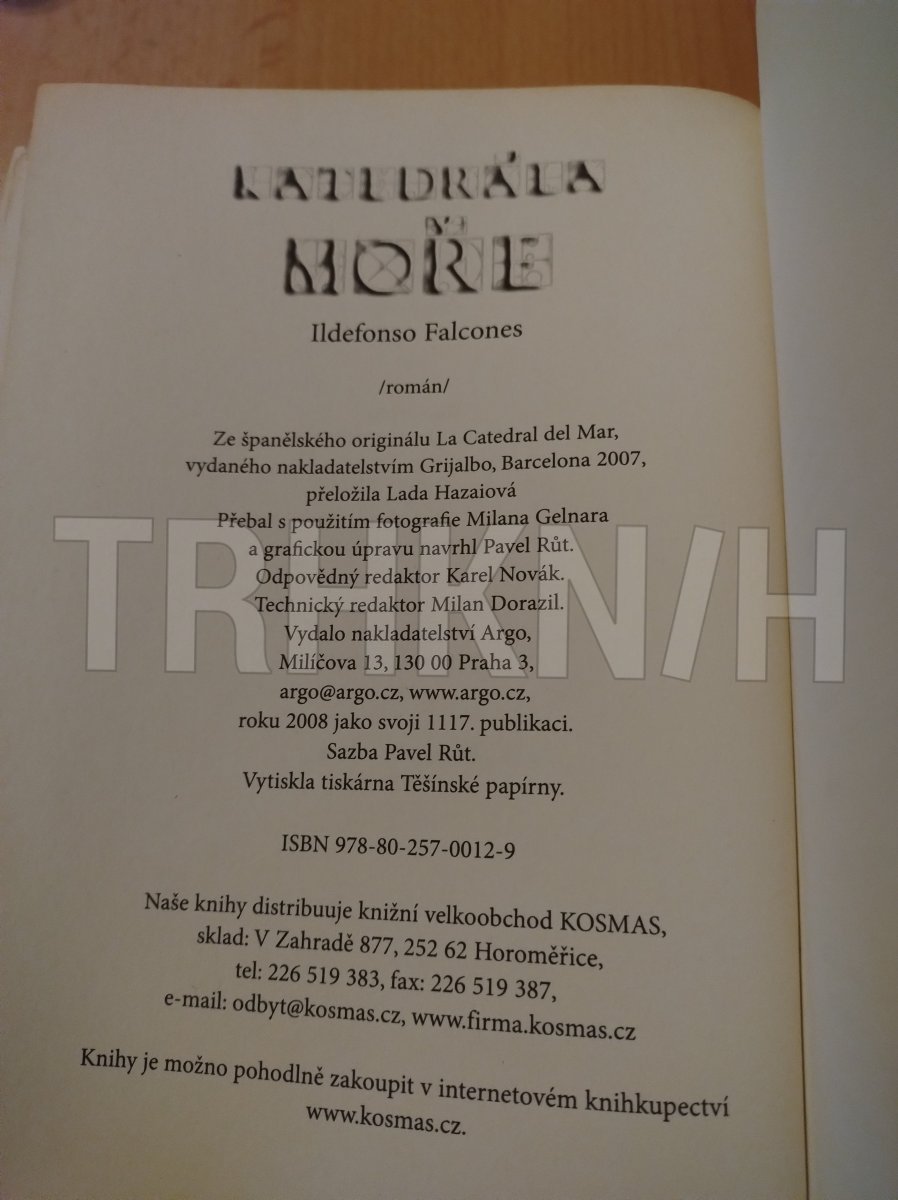 KATEDRÁLA
MOŘE
Ildefonso Falcones
/román/
Ze španělského originálu La Catedral del Mar,
vydaného nakladatelstvím Grijalbo, Barcelona 2007,
přeložila Lada Hazaiová
Přebal s použitím fotografie Milana Gelnara
a grafickou úpravu navrhl Pavel Růt.
Odpovědný redaktor Karel Novák.
Technický redaktor Milan Dorazil.
TRHKNIH
Vydalo nakladatelství Argo,
Milíčova 13, 130 00 Praha 3,
argo@argo.cz, www.argo.cz,
roku 2008 jako svoji 1117. publikaci.
Sazba Pavel Růt.
Vytiskla tiskárna Těšínské papírny.
ISBN 978-80-257-0012-9
Naše knihy distribuuje knižní velkoobchod KOSMAS,
sklad: V Zahradě 877, 252 62 Horoměřice,
tel: 226 519 383, fax: 226 519 387,
e-mail: odbyt@kosmas.cz, www.firma.kosmas.cz
Knihy je možno pohodlně zakoupit v internetovém knihkupectví
www.kosmas.cz.